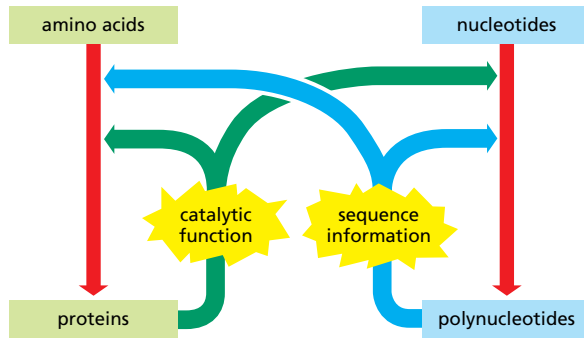 amino acids
nucleotides
catalytic
function
sequence
information
proteins
polynucleotides